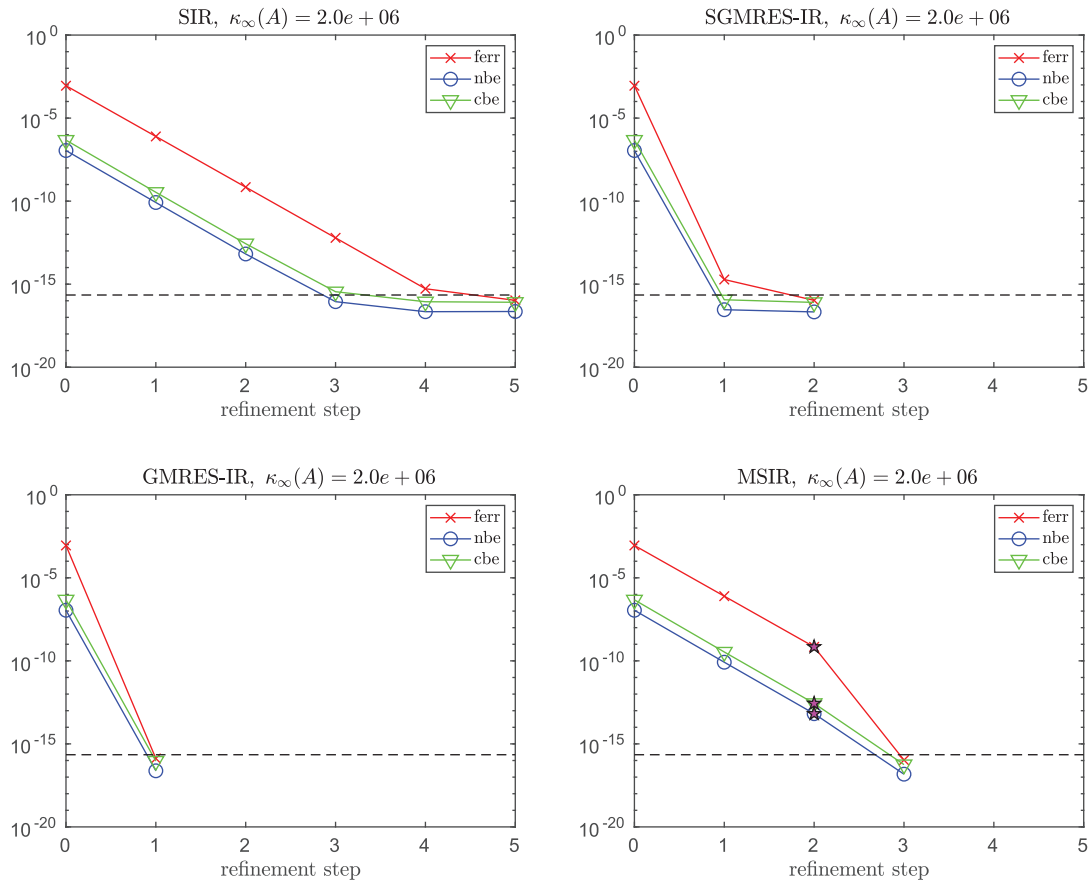 SIR, κ∞(A) = 2.0e + 06
10^0
10^-5
10^-10
10^-15
10^-20
ferr
nbe
cbe
0 1 2 3 4 5
refinement step
SGMRES-IR, κ∞(A) = 2.0e + 06
10^0
10^-5
10^-10
10^-15
10^-20
ferr
nbe
cbe
0 1 2 3 4 5
refinement step
GMRES-IR, κ∞(A) = 2.0e + 06
10^0
10^-5
10^-10
10^-15
10^-20
ferr
nbe
cbe
0 1 2 3 4 5
refinement step
MSIR, κ∞(A) = 2.0e + 06
10^0
10^-5
10^-10
10^-15
10^-20
ferr
nbe
cbe
0 1 2 3 4 5
refinement step